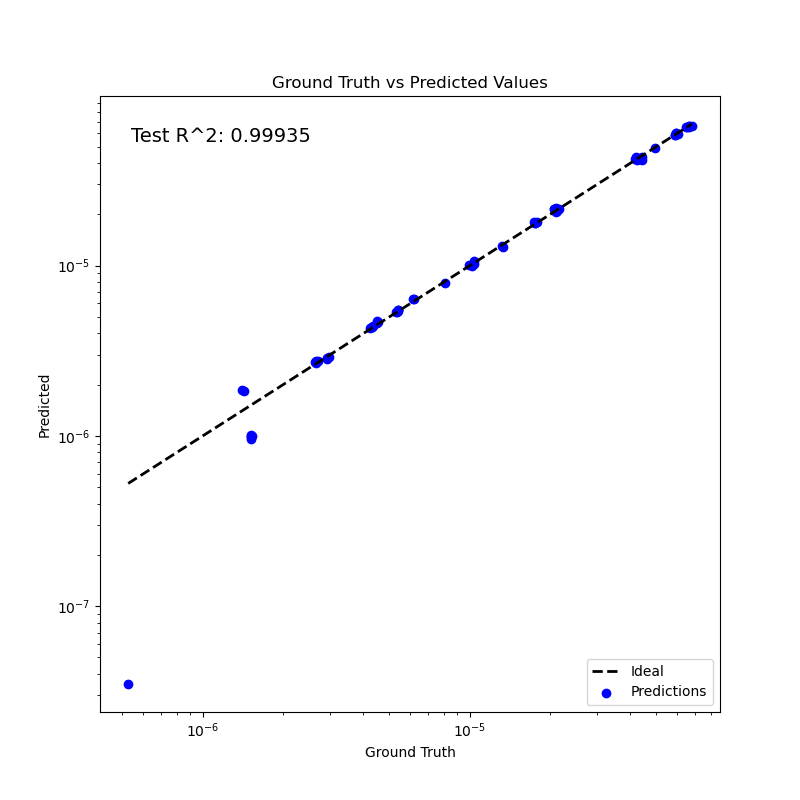 Ground Truth vs Predicted Values
Test R^2: 0.99935
Predicted
10⁻⁵
10⁻⁶
10⁻⁷
10⁻⁶ 10⁻⁵
Ground Truth
Ideal
Predictions